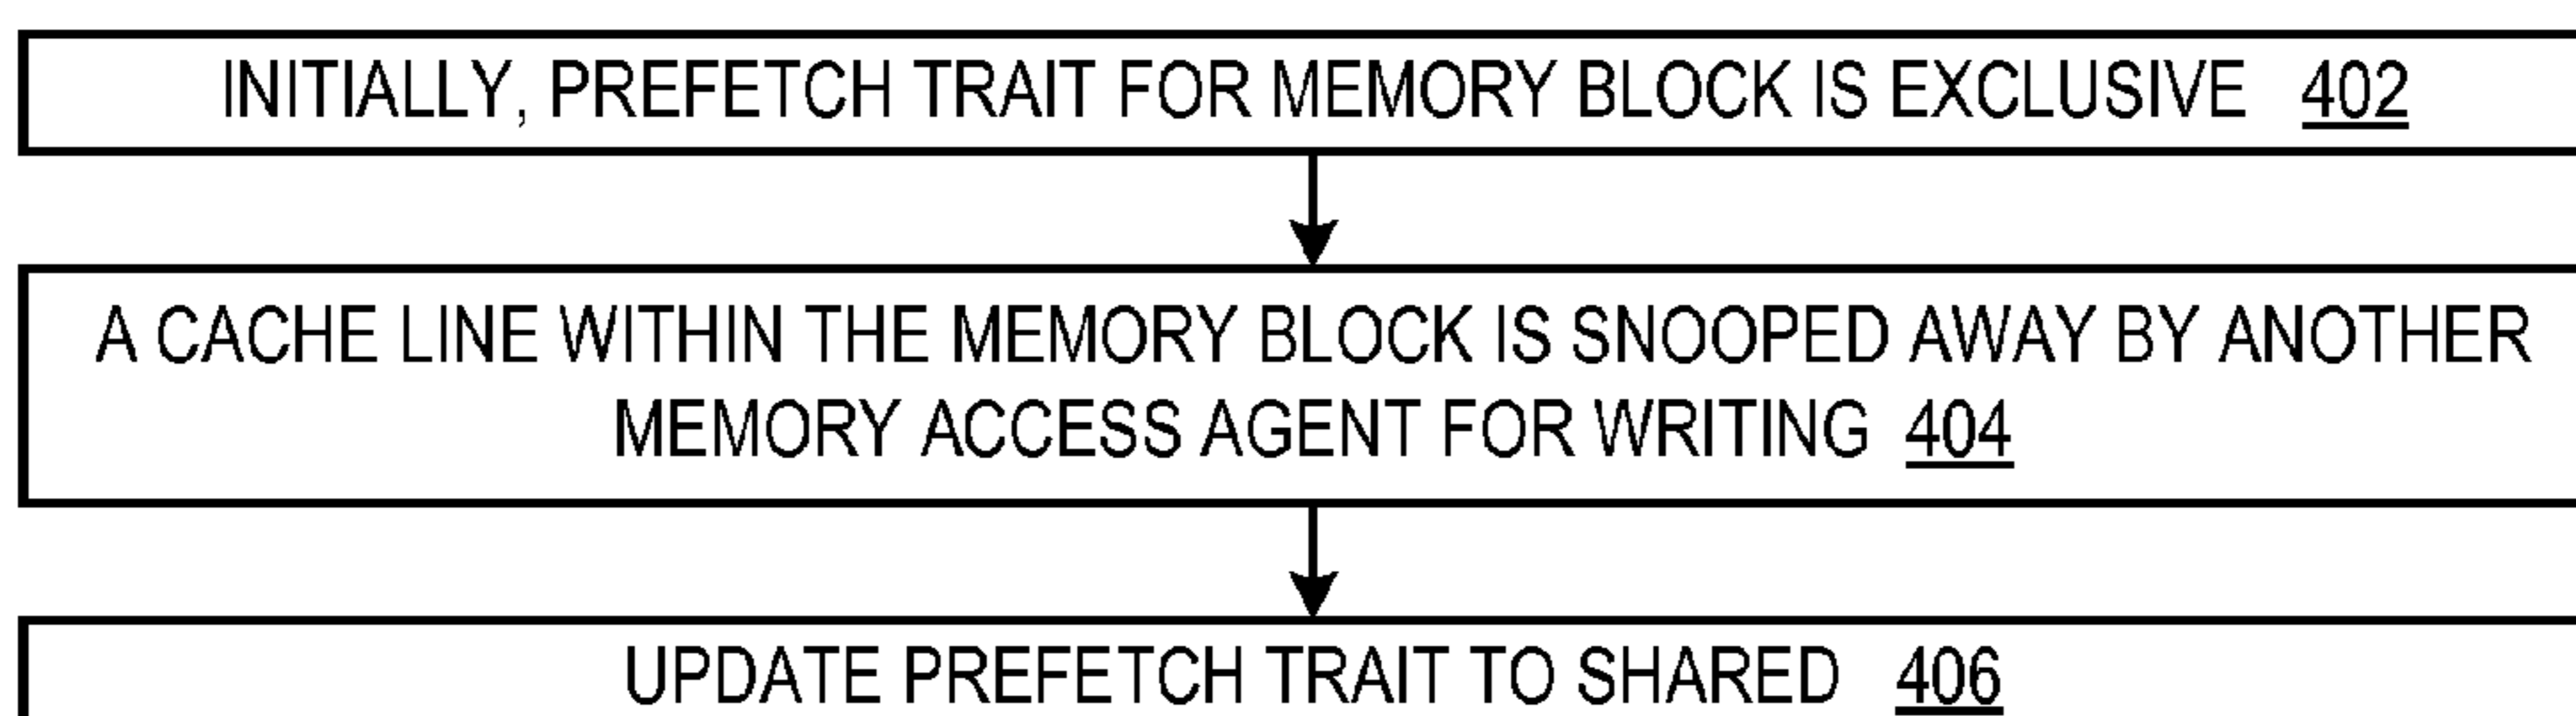 INITIALLY, PREFETCH TRAIT FOR MEMORY BLOCK IS EXCLUSIVE 402
A CACHE LINE WITHIN THE MEMORY BLOCK IS SNOOPED AWAY BY ANOTHER
MEMORY ACCESS AGENT FOR WRITING 404
UPDATE PREFETCH TRAIT TO SHARED 406